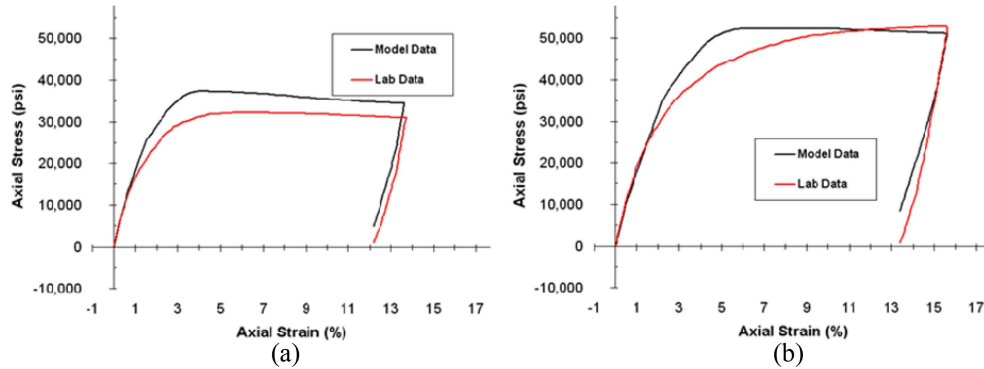 50,000
40,000
30,000
20,000
10,000
0
-10,000
Axial Stress (psi)
Model Data
Lab Data
-1 1 3 5 7 9 11 13 15 17
Axial Strain (%)
(a)
50,000
40,000
30,000
20,000
10,000
0
-10,000
Axial Stress (psi)
Model Data
Lab Data
-1 1 3 5 7 9 11 13 15 17
Axial Strain (%)
(b)